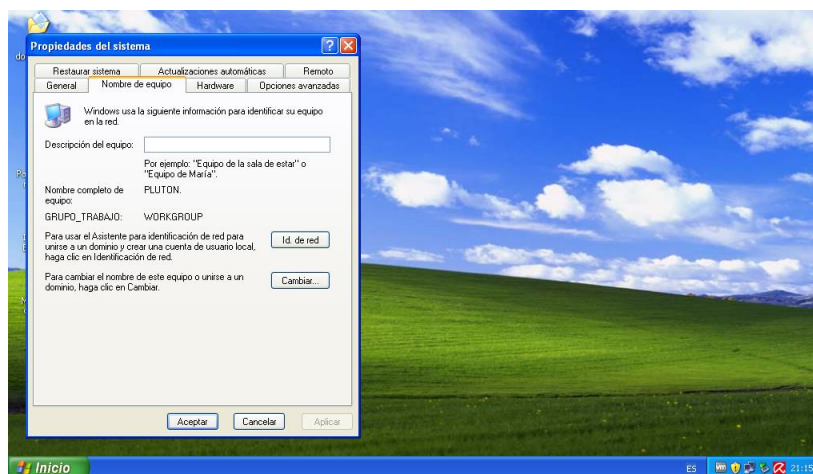 do
Propiedades del sistema
Restaurar sistema Actualizaciones automáticas Remoto
General Nombre de equipo Hardware Opciones avanzadas
Windows usa la siguiente información para identificar su equipo
en la red.
Descripción del equipo:
Por ejemplo: "Equipo de la sala de estar" o
"Equipo de María".
Nombre completo de
equipo:
PLUTON.
GRUPO_TRABAJO: WORKGROUP
Para usar el Asistente para identificación de red para
unirse a un dominio y crear una cuenta de usuario local,
haga clic en Identificación de red.
Id. de red
Para cambiar el nombre de este equipo o unirse a un
dominio, haga clic en Cambiar.
Cambiar...
Aceptar Cancelar Aplicar
Inicio ES 21:15